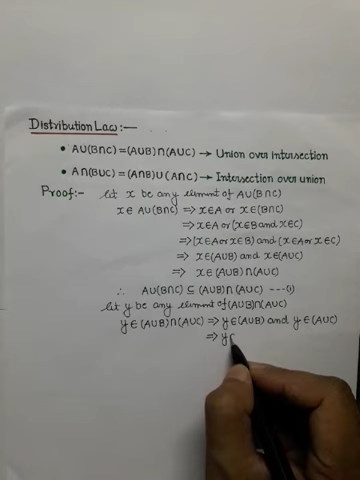 Distribution Law:-
• A∪(B∩C) = (A∪B)∩(A∪C) → Union over intersection
• A∩(B∪C) = (A∩B)∪(A∩C) → Intersection over union
Proof:- let x be any element of A∪(B∩C)
x∈ A∪(B∩C) ⇒ x∈A or x∈(B∩C)
⇒ x∈A or (x∈B and x∈C)
⇒ (x∈A or x∈B) and (x∈A or x∈C)
⇒ x∈(A∪B) and x∈(A∪C)
⇒ x∈(A∪B)∩(A∪C)
∴ A∪(B∩C) ⊆ (A∪B)∩(A∪C) ----(1)
let y be any element of (A∪B)∩(A∪C)
y∈ (A∪B)∩(A∪C) ⇒ y∈(A∪B) and y∈(A∪C)
⇒ y